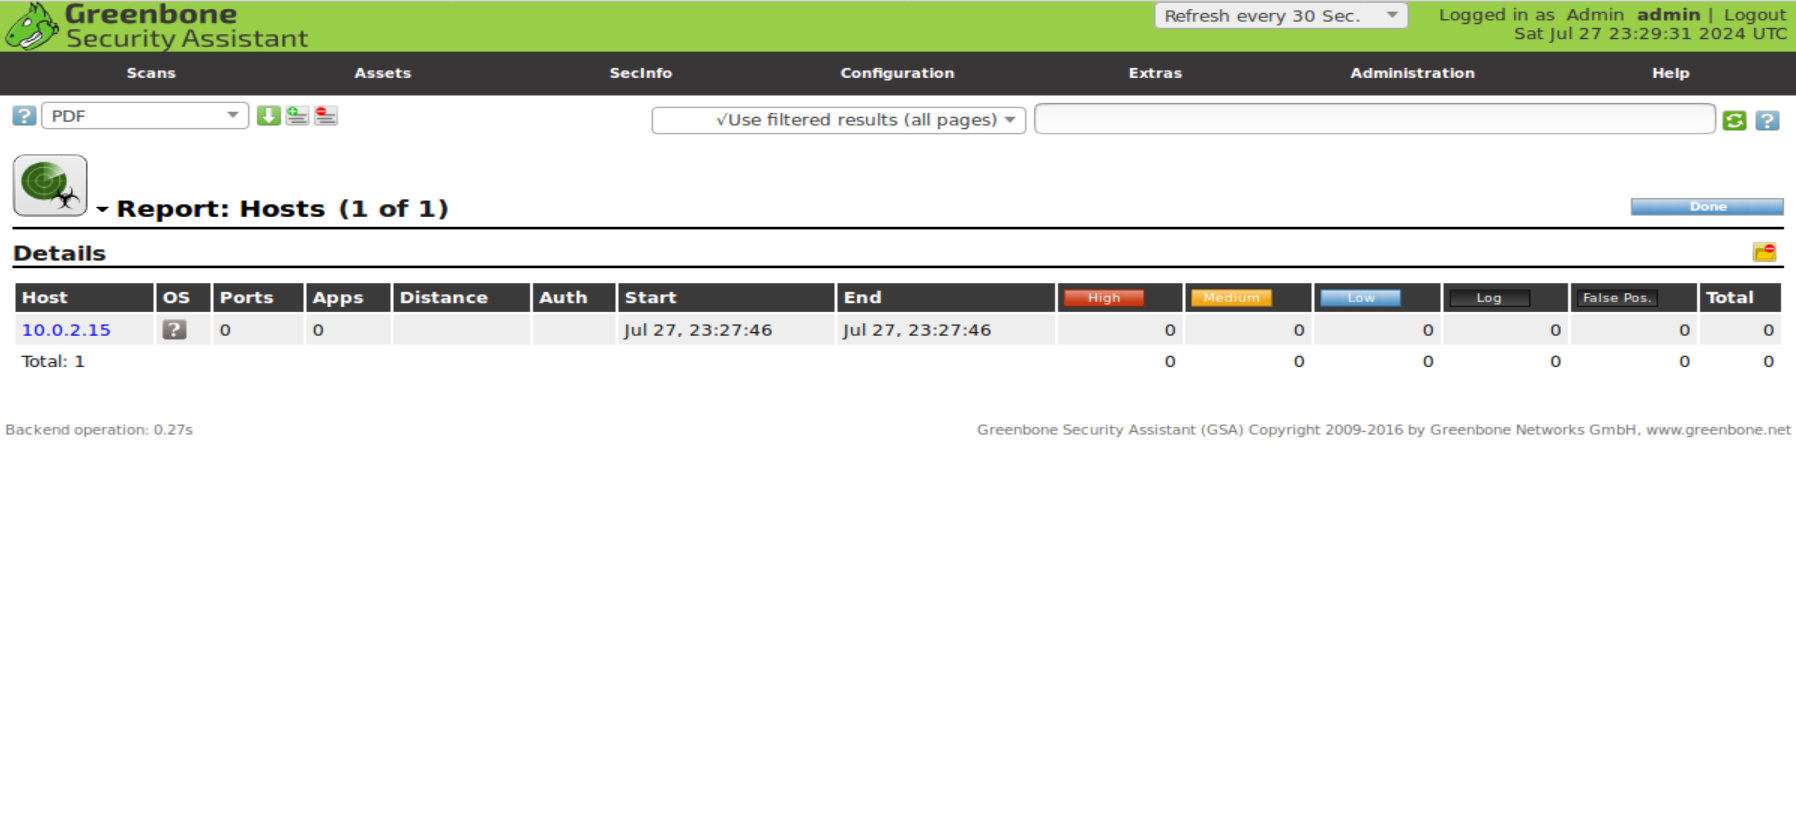 Greenbone
Security Assistant
Refresh every 30 Sec.
Logged in as Admin admin | Logout
Sat Jul 27 23:29:31 2024 UTC
Scans Assets SecInfo Configuration Extras Administration Help
? PDF √Use filtered results (all pages) ?
Report: Hosts (1 of 1) Done
Details
Host OS Ports Apps Distance Auth Start End High Medium Low Log False Pos. Total
10.0.2.15 ? 0 0 Jul 27, 23:27:46 Jul 27, 23:27:46 0 0 0 0 0 0
Total: 1 0 0 0 0 0 0
Backend operation: 0.27s Greenbone Security Assistant (GSA) Copyright 2009-2016 by Greenbone Networks GmbH, www.greenbone.net